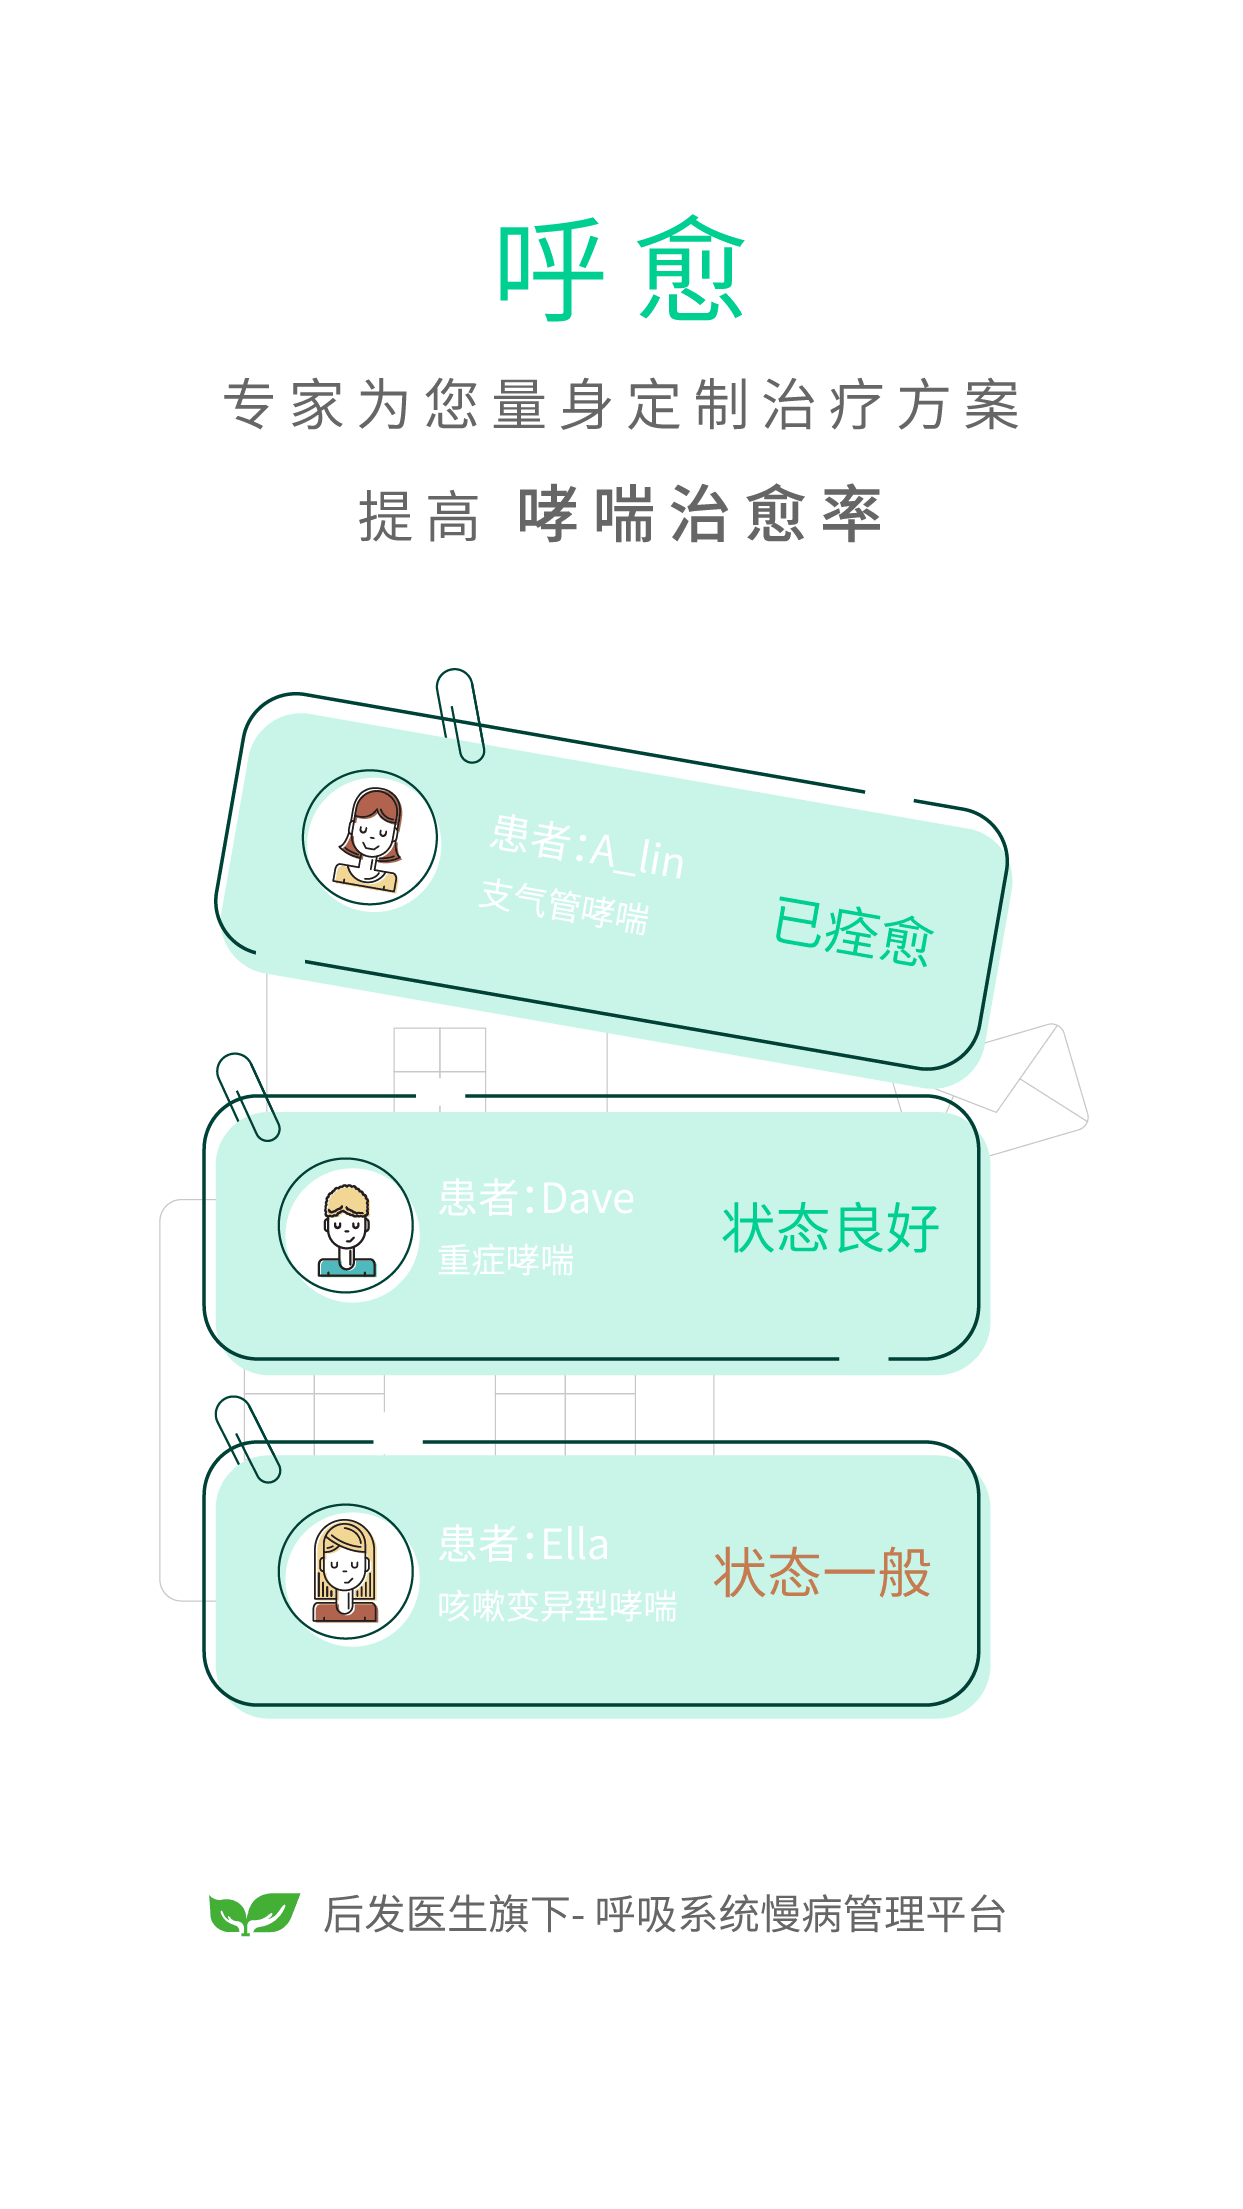 呼愈
专家为您量身定制治疗方案
提高 哮喘治愈率
患者：A_lin
支气管哮喘
已痊愈
患者：Dave
重症哮喘
状态良好
患者：Ella
咳嗽变异型哮喘
状态一般
后发医生旗下- 呼吸系统慢病管理平台